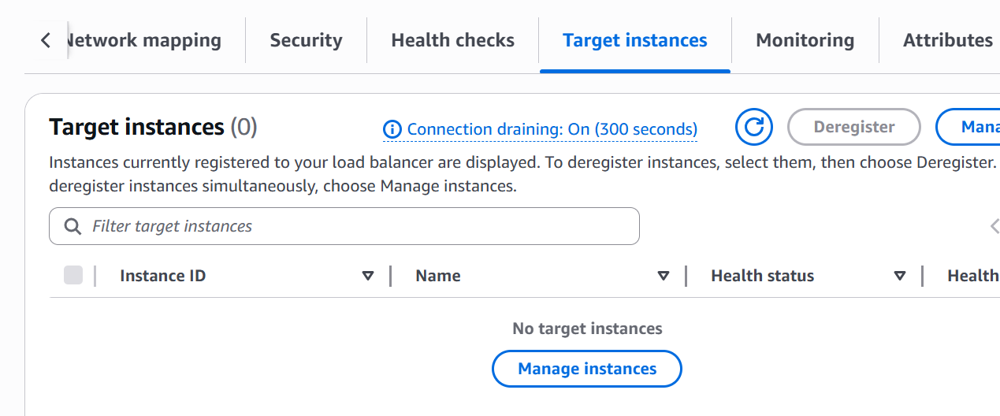 Network mapping
Security
Health checks
Target instances
Monitoring
Attributes
Target instances (0)
Connection draining: On (300 seconds)
Deregister
Instances currently registered to your load balancer are displayed. To deregister instances, select them, then choose Deregister.
deregister instances simultaneously, choose Manage instances.
Filter target instances
Instance ID
Name
Health status
Health
No target instances
Manage instances